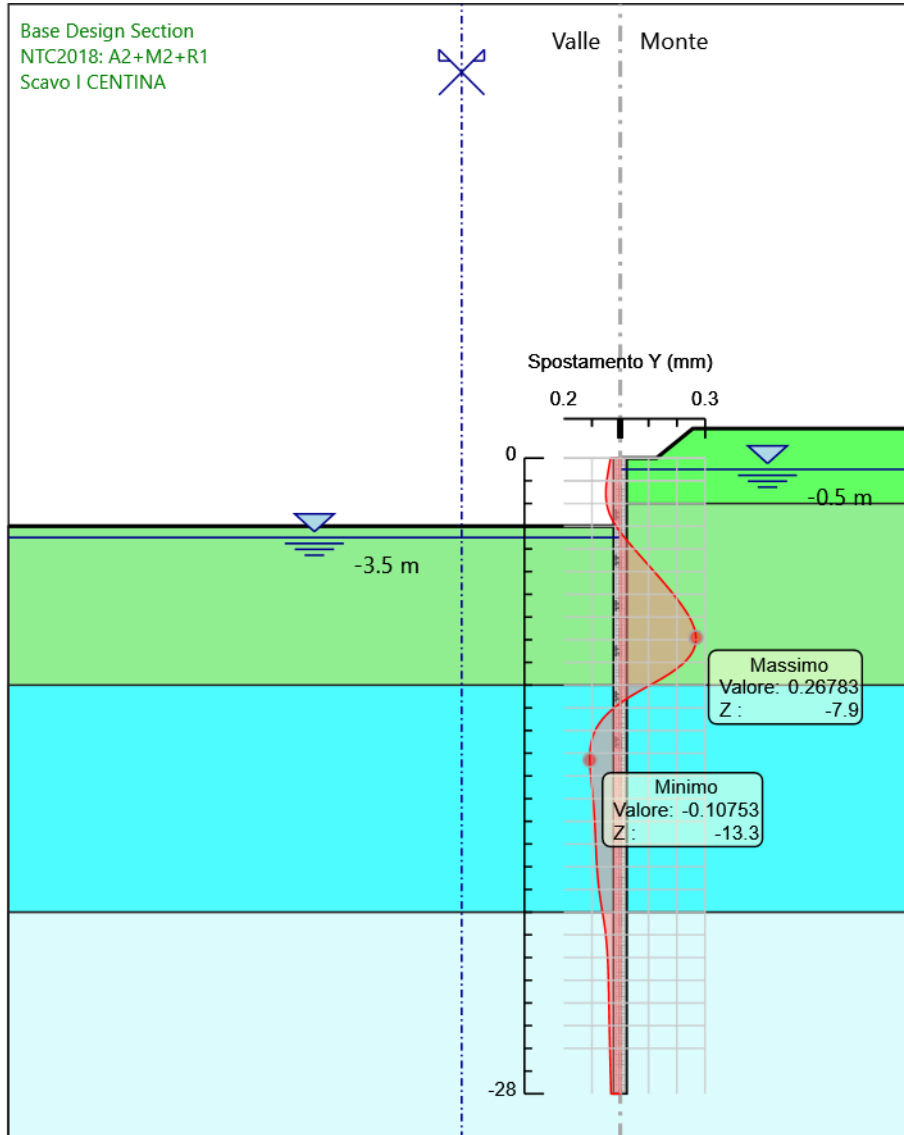 Base Design Section
NTC2018: A2+M2+R1
Scavo I CENTINA
Valle Monte
Spostamento Y (mm)
0.2 0.3
0
-0.5 m
-3.5 m
Massimo
Valore: 0.26783
Z : -7.9
Minimo
Valore: -0.10753
Z : -13.3
-28